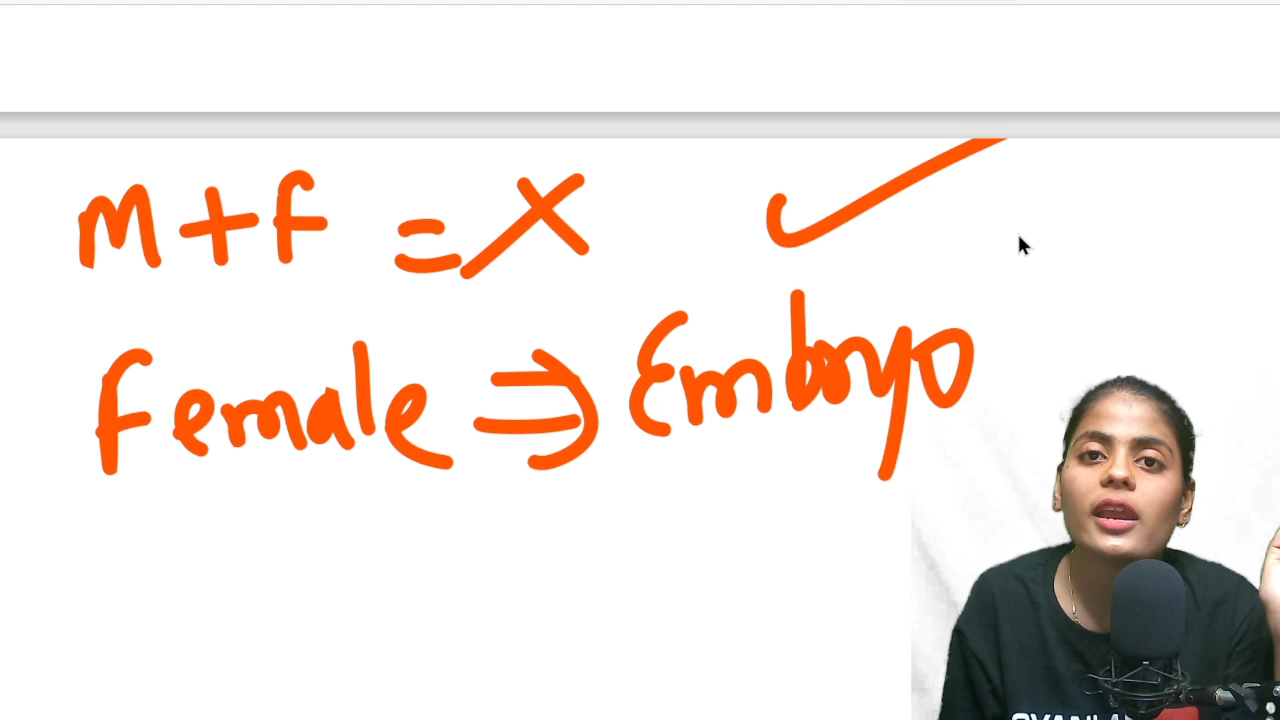 M + F = X
Female ⇒ Embryo